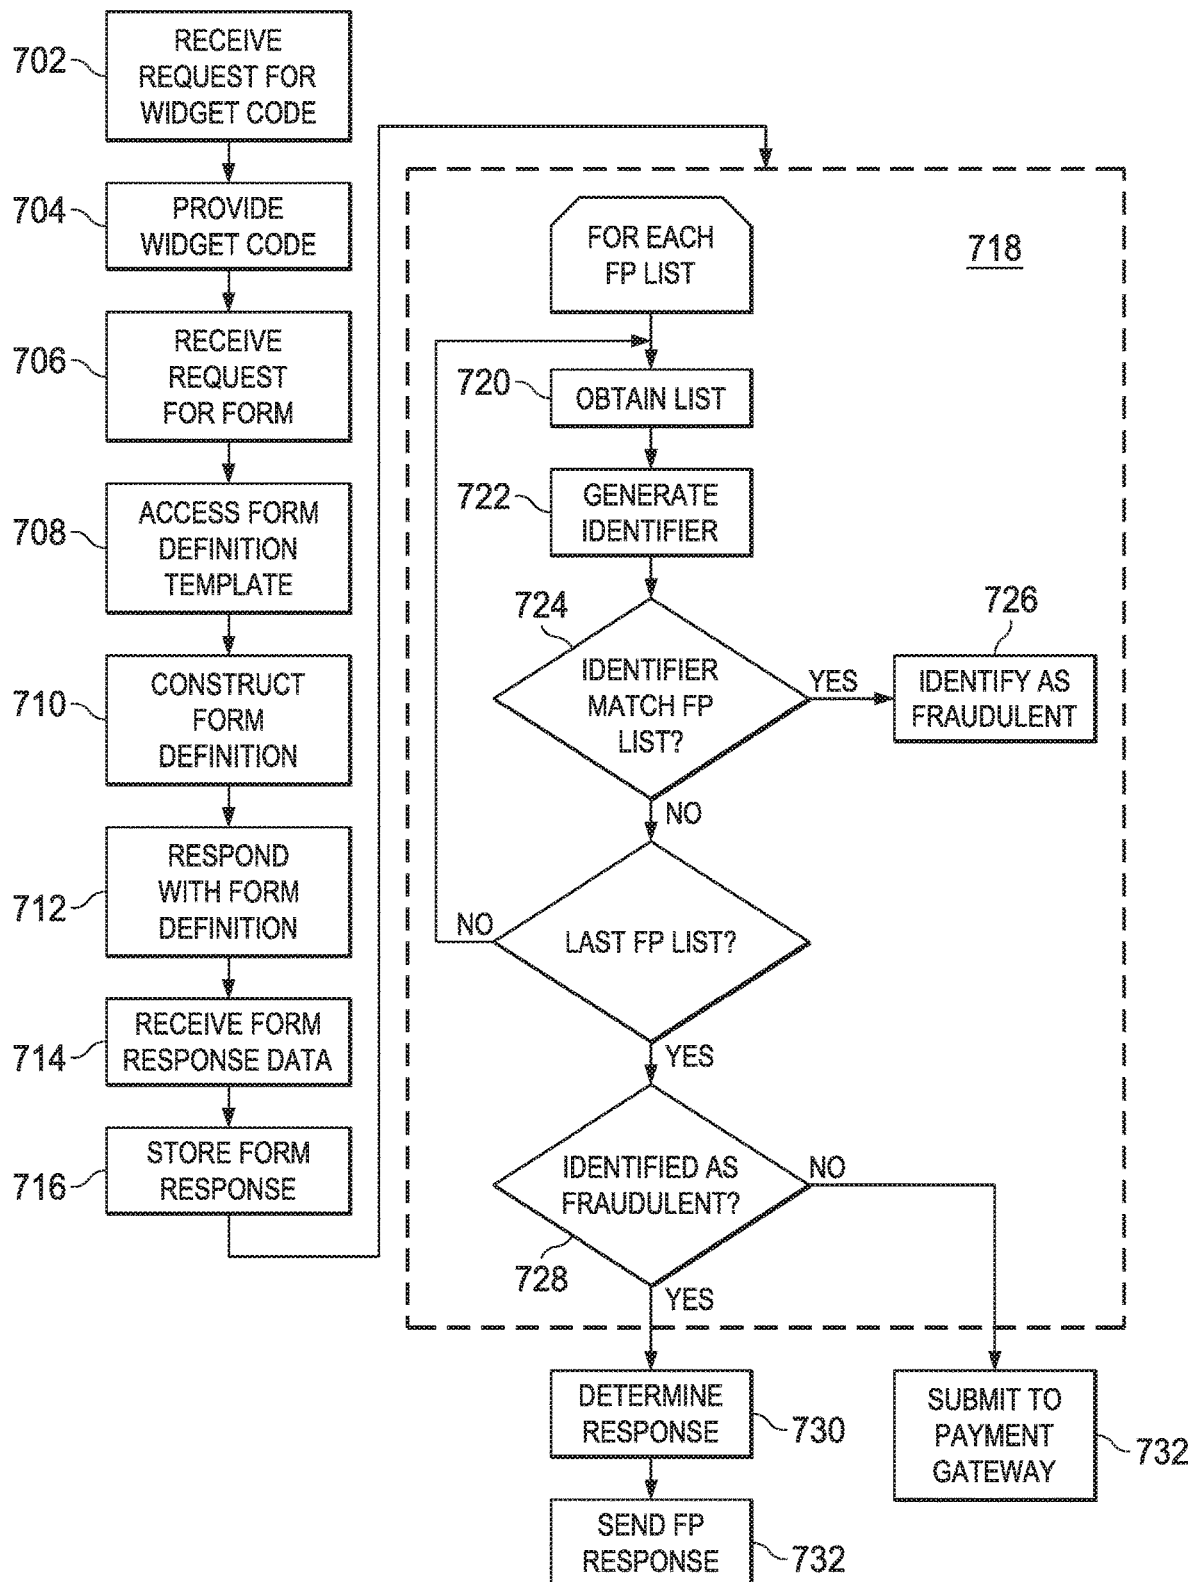 702
RECEIVE
REQUEST FOR
WIDGET CODE
704
PROVIDE
WIDGET CODE
706
RECEIVE
REQUEST
FOR FORM
708
ACCESS FORM
DEFINITION
TEMPLATE
710
CONSTRUCT
FORM
DEFINITION
712
RESPOND
WITH FORM
DEFINITION
714
RECEIVE FORM
RESPONSE DATA
716
STORE FORM
RESPONSE
718
FOR EACH
FP LIST
720
OBTAIN LIST
722
GENERATE
IDENTIFIER
724
IDENTIFIER
MATCH FP
LIST?
YES
726
IDENTIFY AS
FRAUDULENT
NO
LAST FP LIST?
NO
YES
IDENTIFIED AS
FRAUDULENT?
728
NO
YES
DETERMINE
RESPONSE
730
SEND FP
RESPONSE
732
SUBMIT TO
PAYMENT
GATEWAY
732